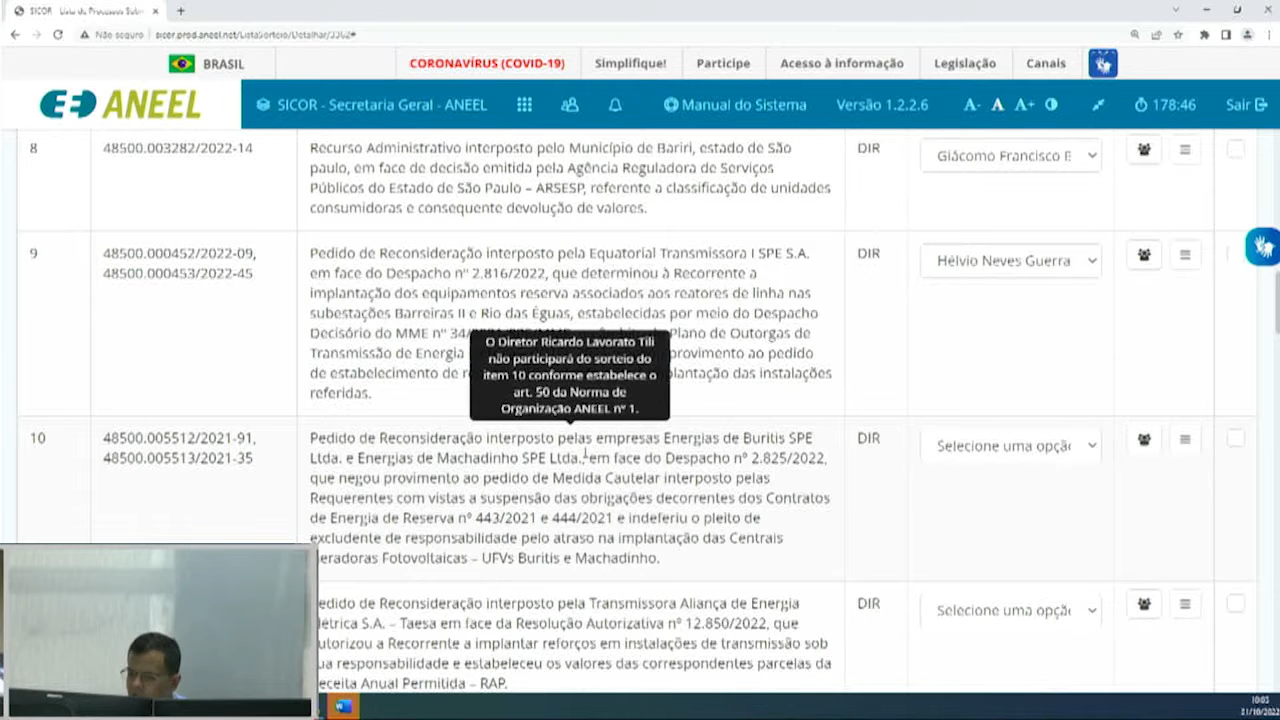 SICOR - Lista de Processos
Não seguro
BRASIL
CORONAVÍRUS (COVID-19)
Simplifique!
Participe
Acesso à informação
Legislação
Canais
ANEEL
SICOR - Secretaria Geral - ANEEL
Manual do Sistema
Versão 1.2.2.6
A-
A
A+
178:46
Sair
8
48500.003282/2022-14
Recurso Administrativo interposto pelo Município de Bariri, estado de São
paulo, em face de decisão emitida pela Agência Reguladora de Serviços
Públicos do Estado de São Paulo – ARSESP, referente a classificação de unidades
consumidoras e consequente devolução de valores.
DIR
Giácomo Francisco B
9
48500.000452/2022-09,
48500.000453/2022-45
Pedido de Reconsideração interposto pela Equatorial Transmissora I SPE S.A.
em face do Despacho nº 2.816/2022, que determinou à Recorrente a
implantação dos equipamentos reserva associados aos reatores de linha nas
subestações Barreiras II e Rio das Éguas, estabelecidas por meio do Despacho
Decisório do MME nº 34/ Plano de Outorgas de
Transmissão de Energia provimento ao pedido
de estabelecimento de plantação das instalações
referidas.
DIR
Hélvio Neves Guerra
O Diretor Ricardo Lavorato Tili
não participará do sorteio do
item 10 conforme estabelece o
art. 50 da Norma de
Organização ANEEL nº 1.
10
48500.005512/2021-91,
48500.005513/2021-35
Pedido de Reconsideração interposto pelas empresas Energias de Buritis SPE
Ltda. e Energias de Machadinho SPE Ltda., em face do Despacho nº 2.825/2022,
que negou provimento ao pedido de Medida Cautelar interposto pelas
Requerentes com vistas a suspensão das obrigações decorrentes dos Contratos
de Energia de Reserva nº 443/2021 e 444/2021 e indeferiu o pleito de
excludente de responsabilidade pelo atraso na implantação das Centrais
eradoras Fotovoltaicas – UFVs Buritis e Machadinho.
DIR
Selecione uma opçã
edido de Reconsideração interposto pela Transmissora Aliança de Energia
létrica S.A. – Taesa em face da Resolução Autorizativa nº 12.850/2022, que
utorizou a Recorrente a implantar reforços em instalações de transmissão sob
ua responsabilidade e estabeleceu os valores das correspondentes parcelas da
eceita Anual Permitida – RAP.
DIR
Selecione uma opçã
10:03
21/10/2022